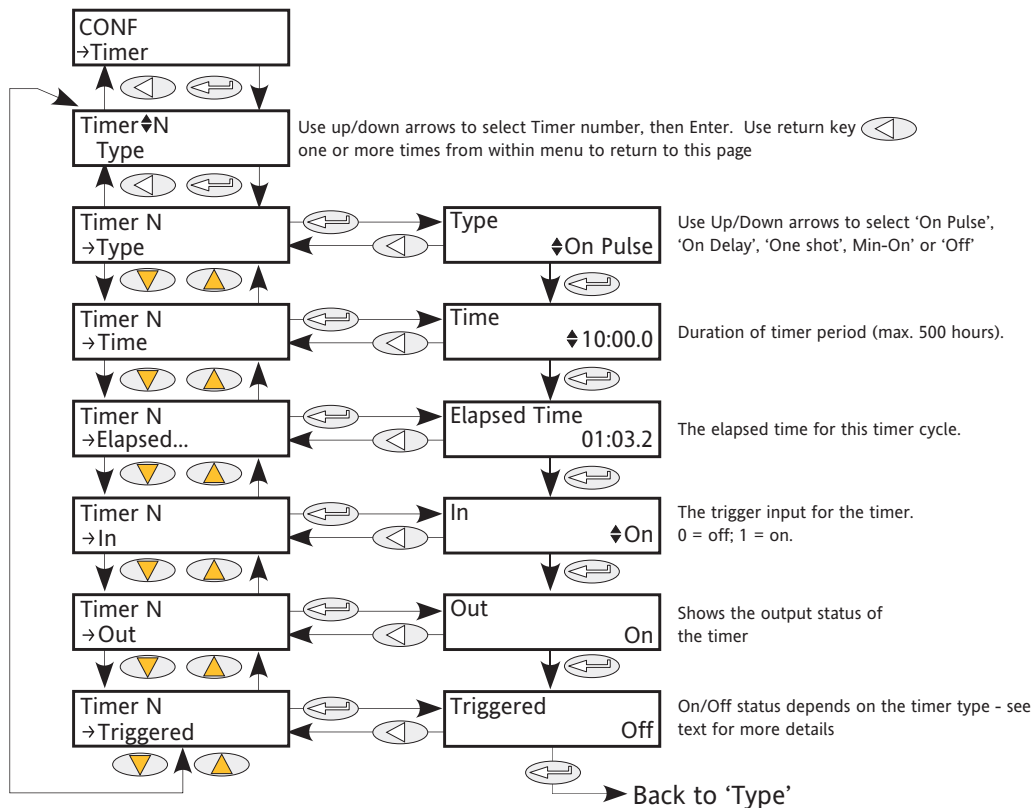 CONF
→Timer
Timer♦N
Type
Use up/down arrows to select Timer number, then Enter. Use return key
one or more times from within menu to return to this page
Timer N
→Type
Type
♦On Pulse
Use Up/Down arrows to select ‘On Pulse’,
‘On Delay’, ‘One shot’, Min-On’ or ‘Off’
Timer N
→Time
Time
♦10:00.0
Duration of timer period (max. 500 hours).
Timer N
→Elapsed...
Elapsed Time
01:03.2
The elapsed time for this timer cycle.
Timer N
→In
In
♦On
The trigger input for the timer.
0 = off; 1 = on.
Timer N
→Out
Out
On
Shows the output status of
the timer
Timer N
→Triggered
Triggered
Off
On/Off status depends on the timer type - see
text for more details
Back to ‘Type’